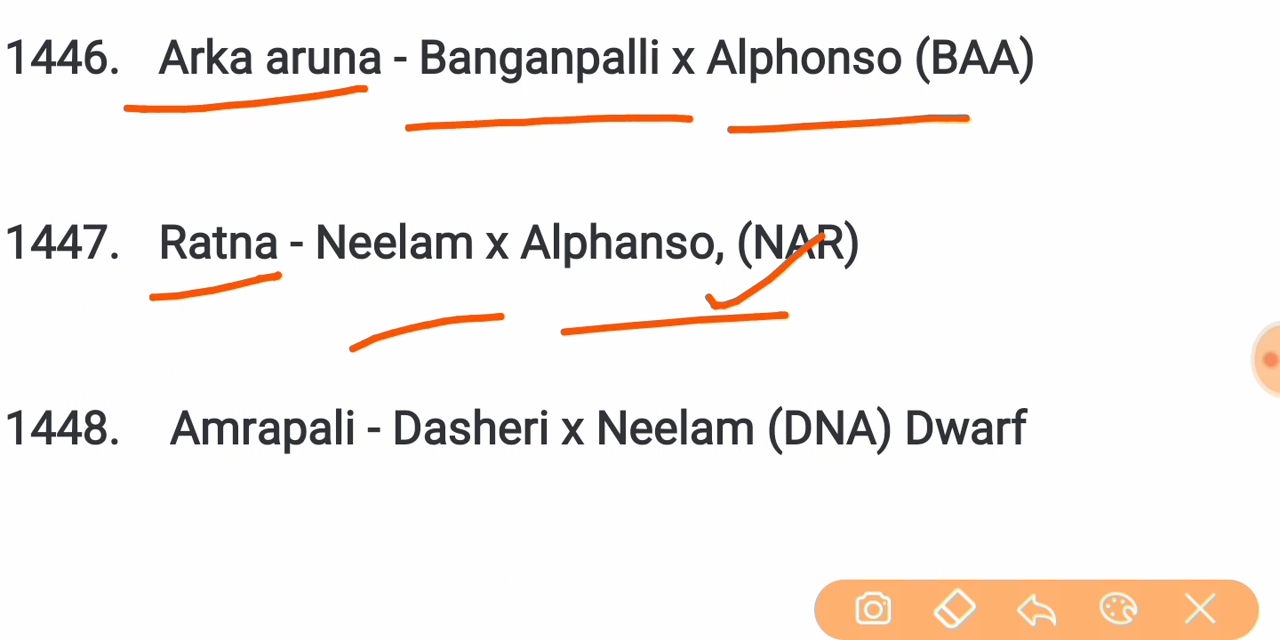 1446. Arka aruna - Banganpalli x Alphonso (BAA)
1447. Ratna - Neelam x Alphanso, (NAR)
1448. Amrapali - Dasheri x Neelam (DNA) Dwarf